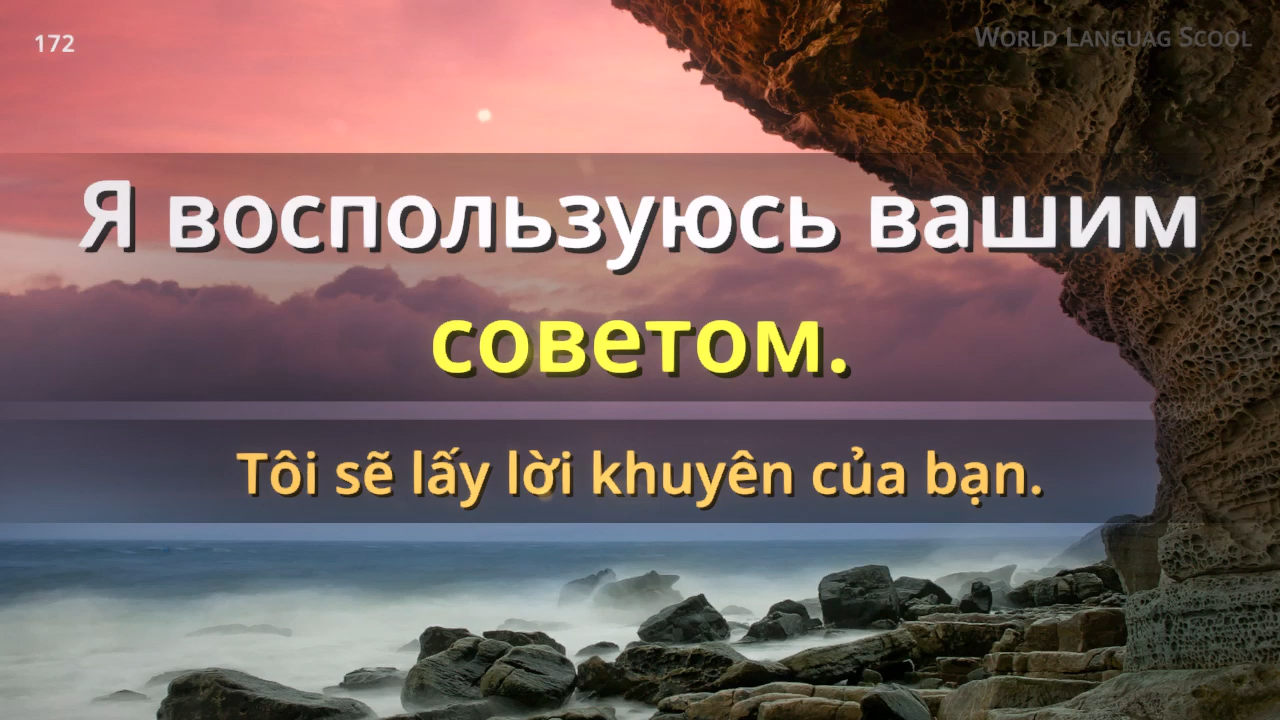 172
World Languag Scool
Я воспользуюсь вашим
советом.
Tôi sẽ lấy lời khuyên của bạn.